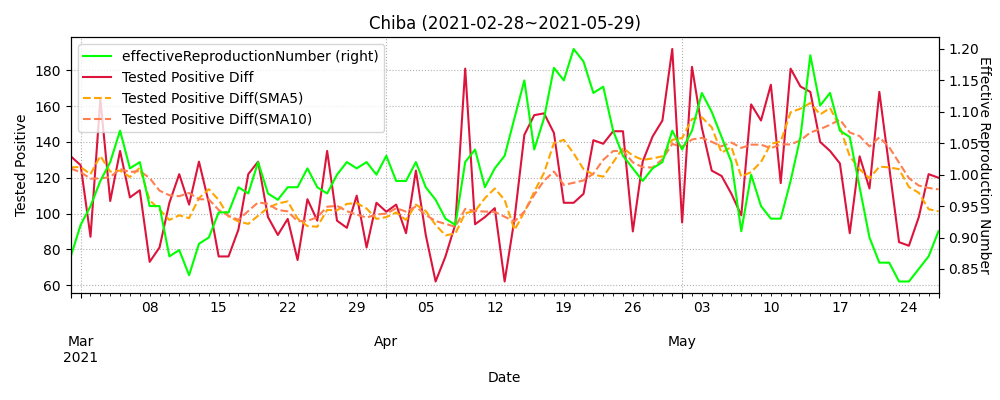 Chiba (2021-02-28~2021-05-29)
effectiveReproductionNumber (right)
Tested Positive Diff
Tested Positive Diff(SMA5)
Tested Positive Diff(SMA10)
Tested Positive
180
160
140
120
100
80
60
1.20
1.15
1.10
1.05
1.00
0.95
0.90
0.85
Effective Reproduction Number
08 15 22 29 05 12 19 26 03 10 17 24
Mar Apr May
2021
Date